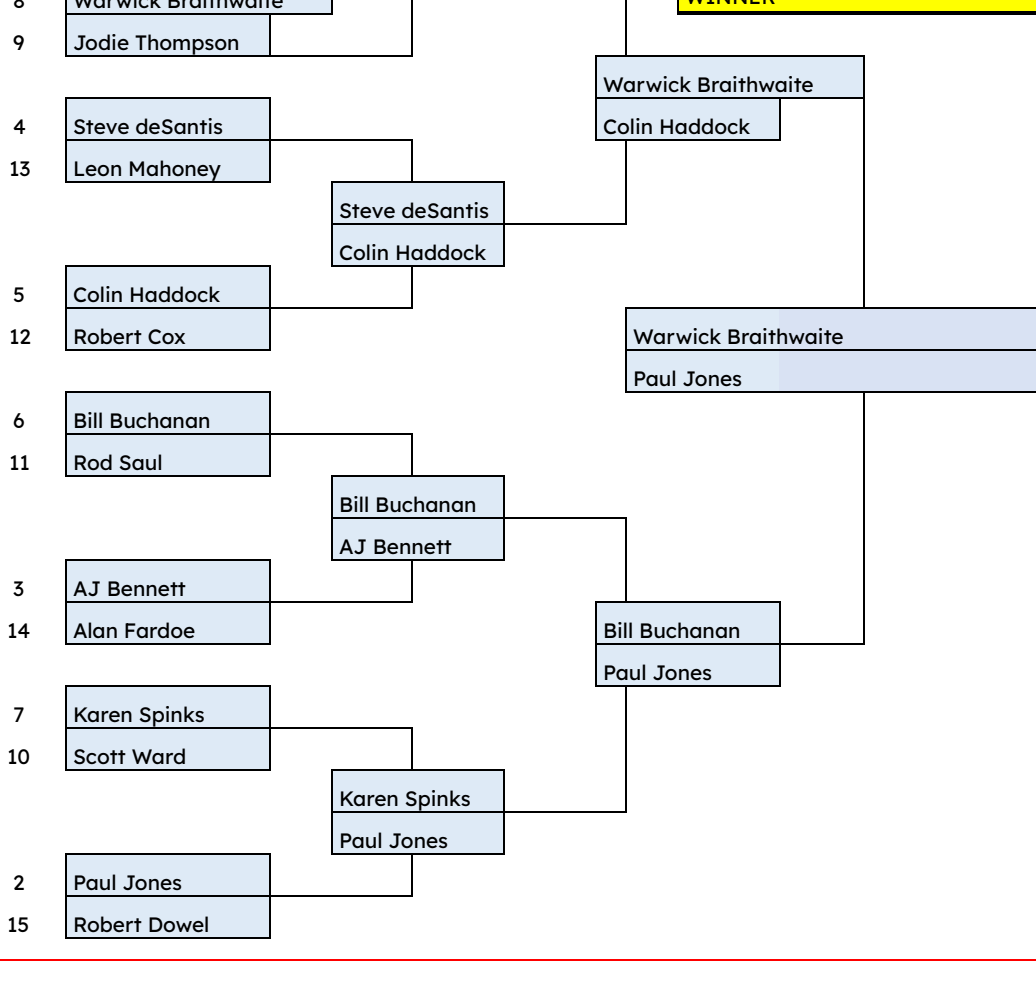 8
Warwick Braithwaite
WINNER
9
Jodie Thompson
Warwick Braithwaite
Colin Haddock
4
Steve deSantis
13
Leon Mahoney
Steve deSantis
Colin Haddock
5
Colin Haddock
12
Robert Cox
Warwick Braithwaite
Paul Jones
6
Bill Buchanan
11
Rod Saul
Bill Buchanan
AJ Bennett
3
AJ Bennett
14
Alan Fardoe
Bill Buchanan
Paul Jones
7
Karen Spinks
10
Scott Ward
Karen Spinks
Paul Jones
2
Paul Jones
15
Robert Dowel